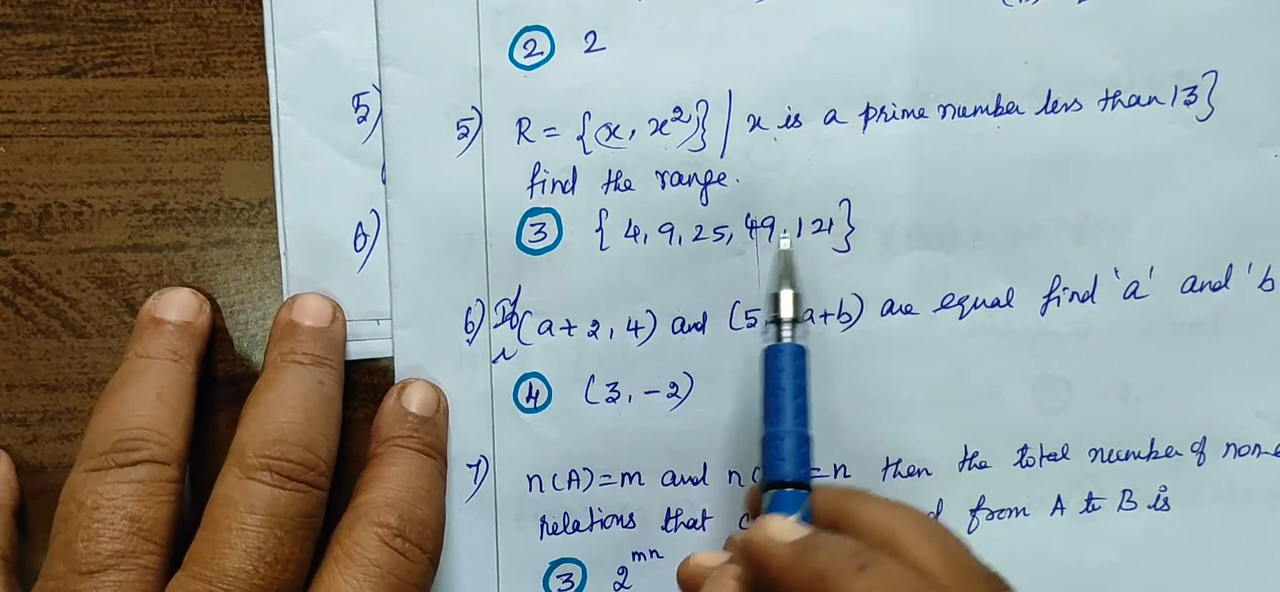 ② 2
5)
5) R = {(x, x²)} / x is a prime number less than 13}
find the range.
③ {4, 9, 25, 49, 121}
6)
6) If (a+2, 4) and (5 a+b) are equal find 'a' and 'b
④ (3, -2)
7) n(A)=m and n( =n then the total number of
relations that from A to B is
③ 2^mn